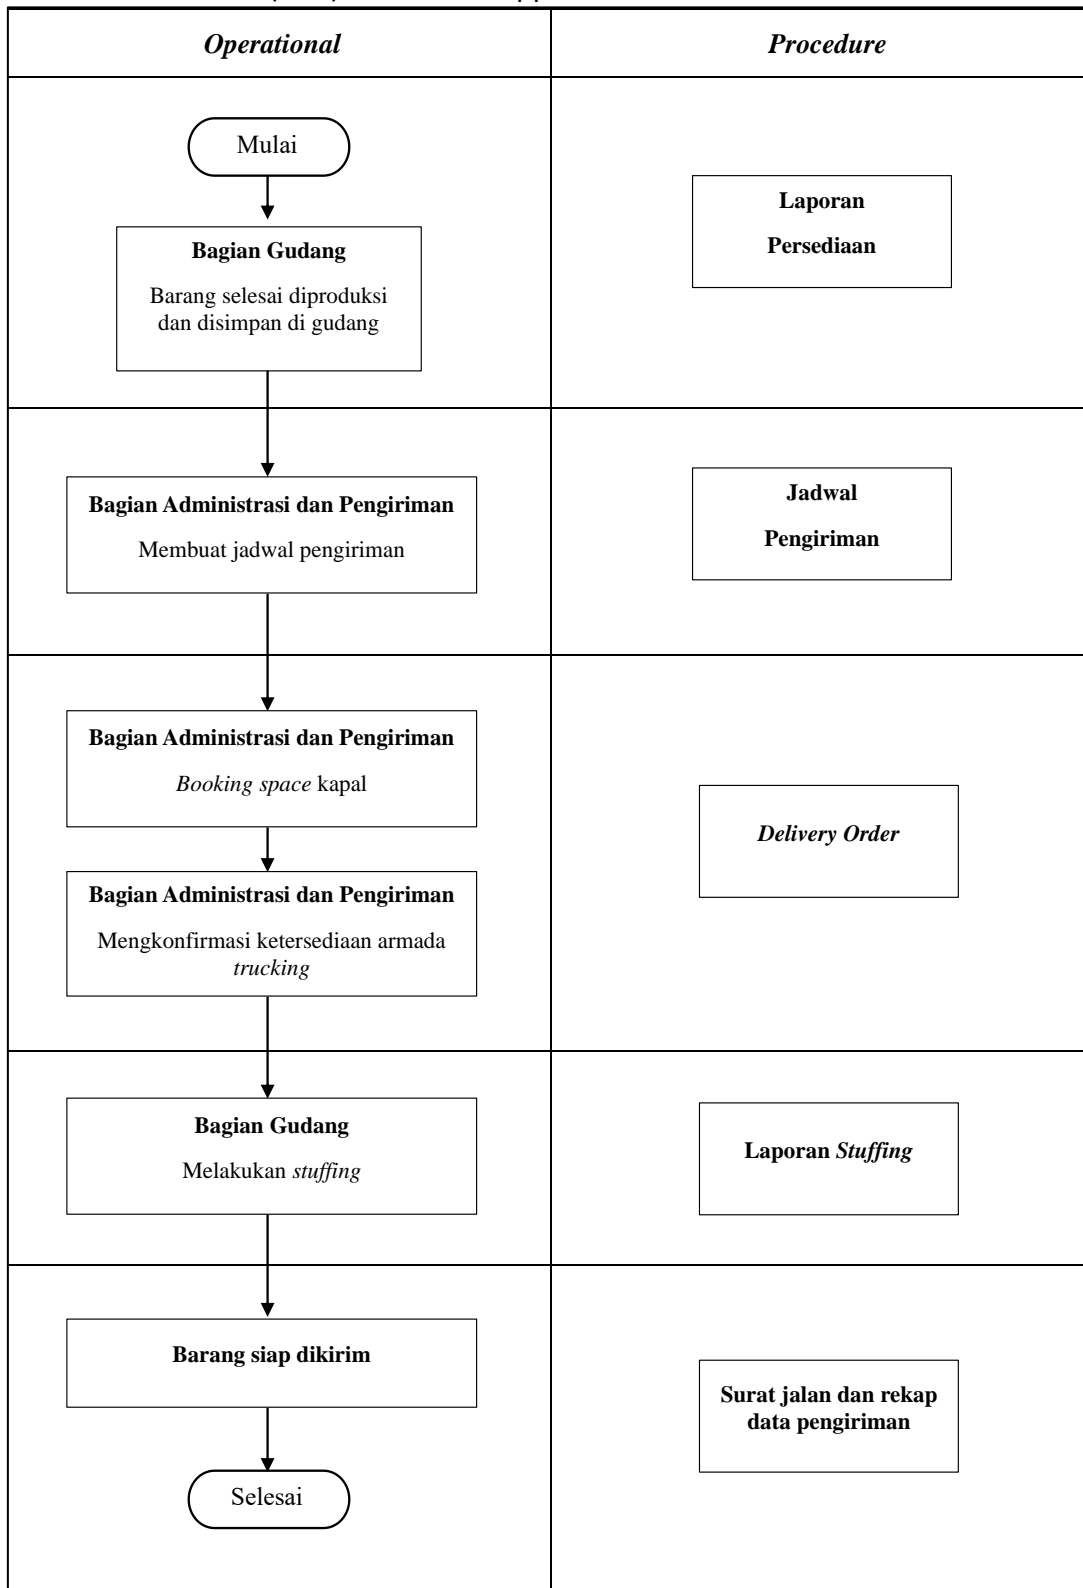 Operational
Procedure
Mulai
Bagian Gudang
Barang selesai diproduksi
dan disimpan di gudang
Laporan
Persediaan
Bagian Administrasi dan Pengiriman
Membuat jadwal pengiriman
Jadwal
Pengiriman
Bagian Administrasi dan Pengiriman
Booking space kapal
Bagian Administrasi dan Pengiriman
Mengkonfirmasi ketersediaan armada
trucking
Delivery Order
Bagian Gudang
Melakukan stuffing
Laporan Stuffing
Barang siap dikirim
Selesai
Surat jalan dan rekap
data pengiriman